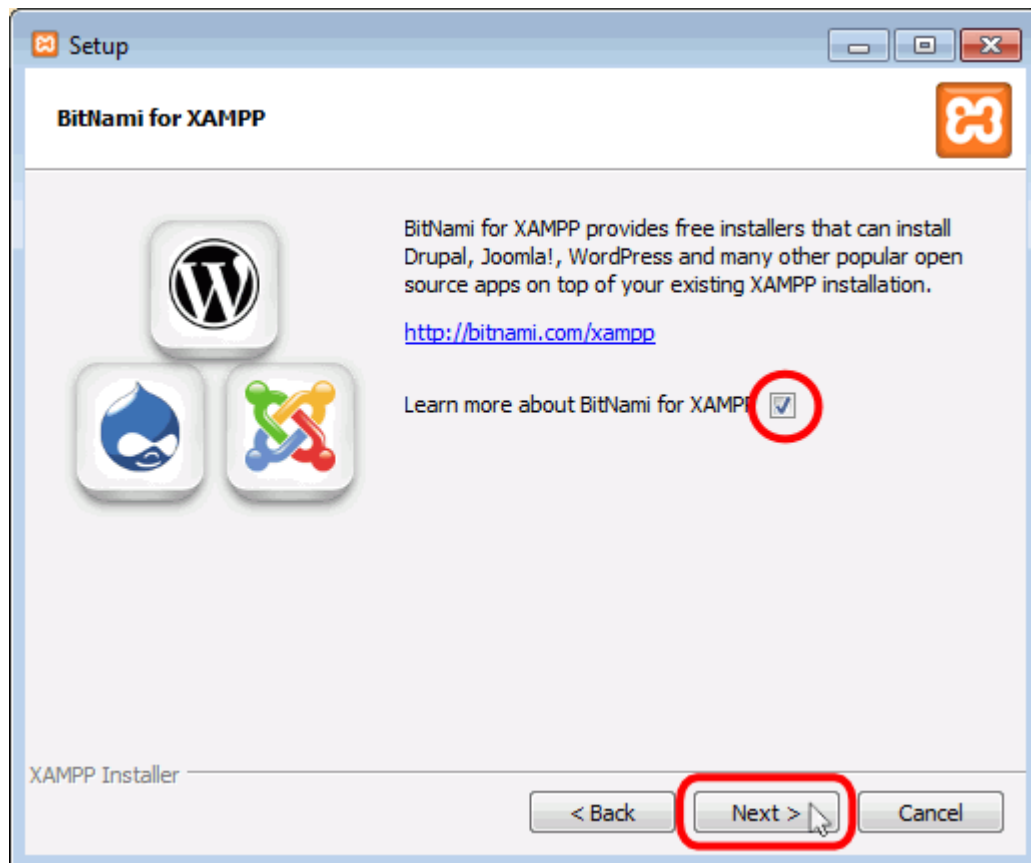 Setup
BitNami for XAMPP
BitNami for XAMPP provides free installers that can install
Drupal, Joomla!, WordPress and many other popular open
source apps on top of your existing XAMPP installation.
http://bitnami.com/xampp
Learn more about BitNami for XAMPP
XAMPP Installer
< Back
Next >
Cancel